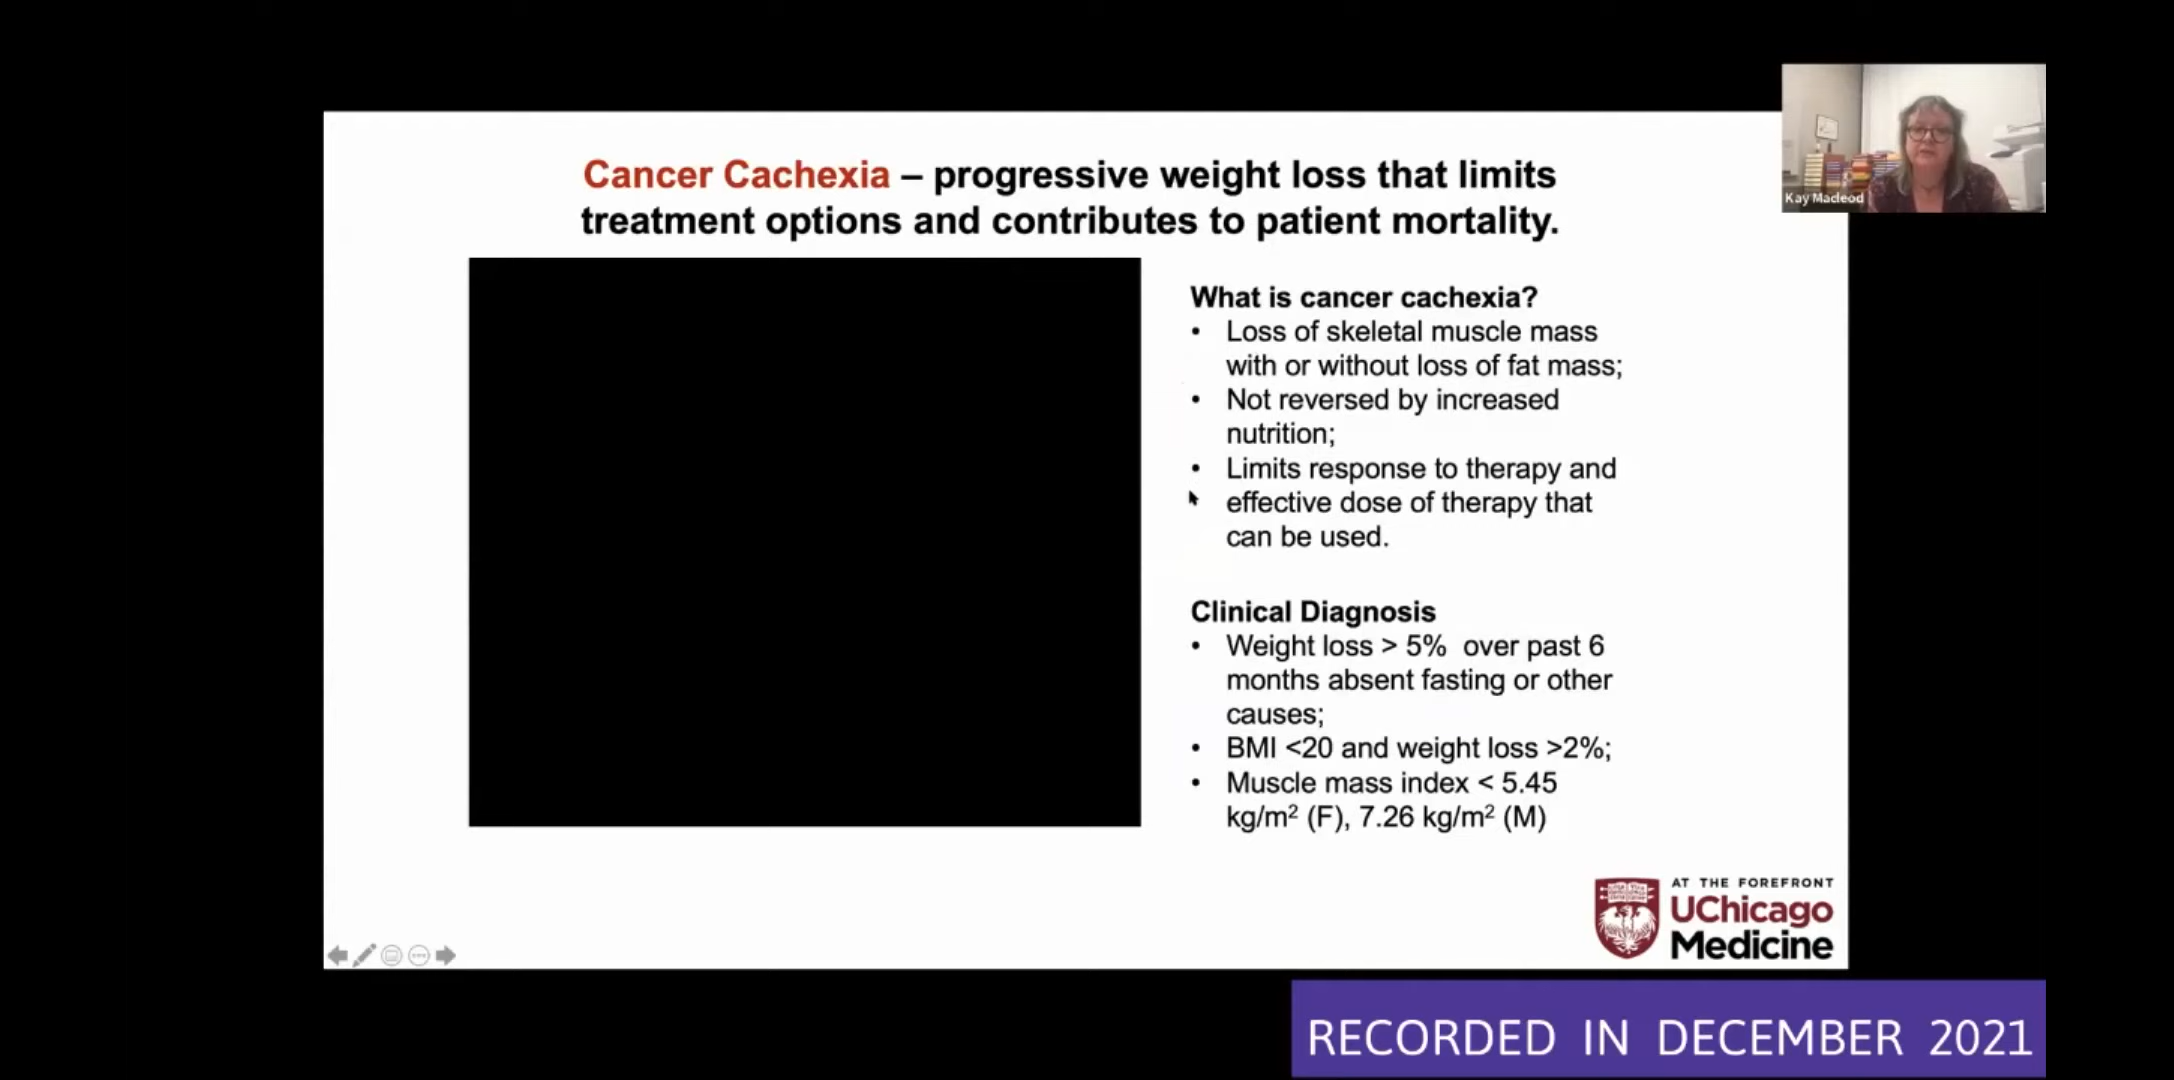 Cancer Cachexia – progressive weight loss that limits
treatment options and contributes to patient mortality.
Kay Macleod
What is cancer cachexia?
• Loss of skeletal muscle mass
with or without loss of fat mass;
• Not reversed by increased
nutrition;
• Limits response to therapy and
effective dose of therapy that
can be used.
Clinical Diagnosis
• Weight loss > 5%  over past 6
months absent fasting or other
causes;
• BMI <20 and weight loss >2%;
• Muscle mass index < 5.45
kg/m² (F), 7.26 kg/m² (M)
AT THE FOREFRONT
UChicago
Medicine
RECORDED IN DECEMBER 2021